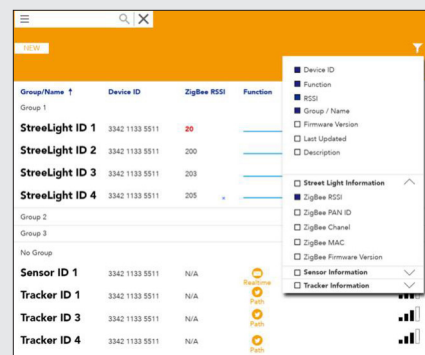 NEW
Group/Name ↑ Device ID ZigBee RSSI Function
Group 1
StreeLight ID 1 3342 1133 5511 20
StreeLight ID 2 3342 1133 5511 200
StreeLight ID 3 3342 1133 5511 203
StreeLight ID 4 3342 1133 5511 205
Group 2
Group 3
No Group
Sensor ID 1 3342 1133 5511 N/A Realtime
Tracker ID 1 3342 1133 5511 N/A Path
Tracker ID 3 3342 1133 5511 N/A Path
Tracker ID 4 3342 1133 5511 N/A Path
Device ID
Function
RSSI
Group / Name
Firmware Version
Last Updated
Description
Street Light Information
ZigBee RSSI
ZigBee PAN ID
ZigBee Chanel
ZigBee MAC
ZigBee Firmware Version
Sensor Information
Tracker Information